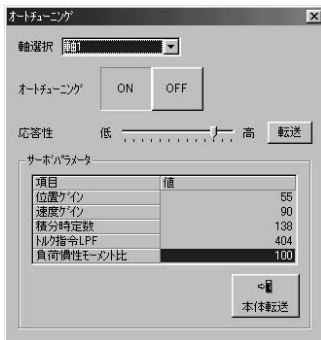 オートチューニング
軸選択 軸1
オートチューニング ON OFF
応答性 低 高 転送
サーボパラメータ
項目 値
位置ゲイン 55
速度ゲイン 90
積分時定数 138
トルク指令LPF 404
負荷慣性モーメント比 100
本体転送